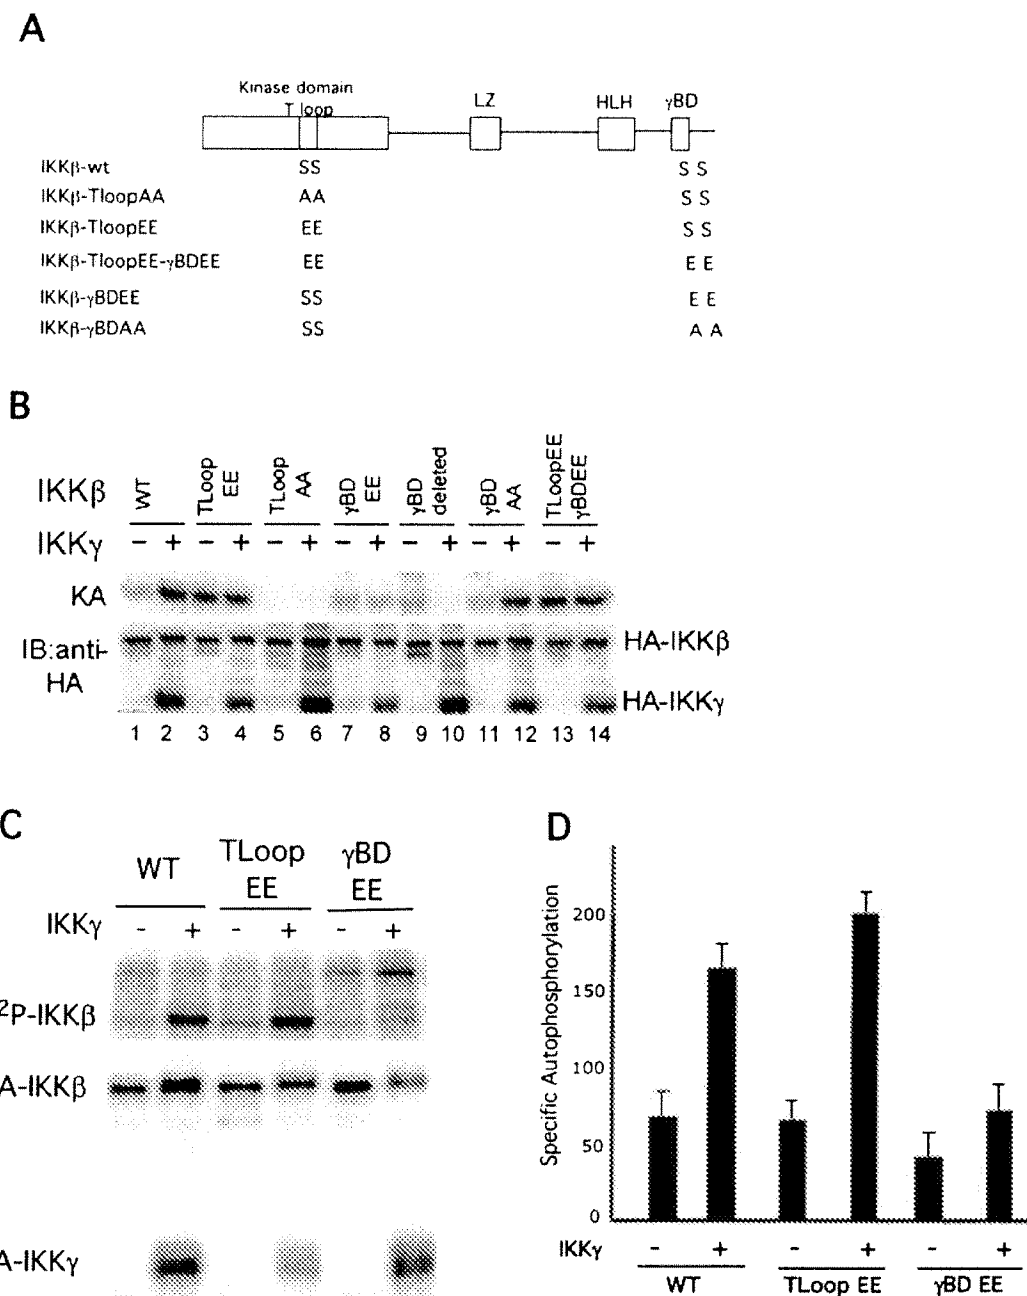 A
Kinase domain
T loop
LZ
HLH
γBD
IKKβ-wt SS S S
IKKβ-TloopAA AA S S
IKKβ-TloopEE EE S S
IKKβ-TloopEE-γBDEE EE E E
IKKβ-γBDEE SS E E
IKKβ-γBDAA SS A A
B
IKKβ
WT
TLoop EE
TLoop AA
γBD EE
γBD deleted
γBD AA
TLoopEE γBDEE
IKKγ - + - + - + - + - + - + - +
KA
IB:anti-
HA
HA-IKKβ
HA-IKKγ
1 2 3 4 5 6 7 8 9 10 11 12 13 14
C
WT
TLoop
EE
γBD
EE
IKKγ - + - + - +
2P-IKKβ
A-IKKβ
A-IKKγ
D
Specific Autophosphorylation
200
150
100
50
0
IKKγ - + - + - +
WT TLoop EE γBD EE